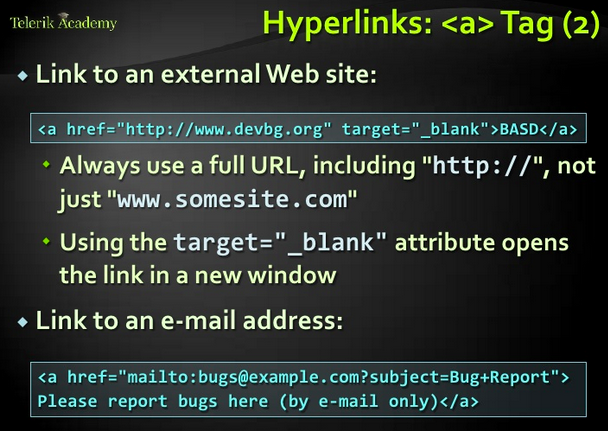 Telerik Academy
Hyperlinks: <a> Tag (2)
Link to an external Web site:
<a href="http://www.devbg.org" target="_blank">BASD</a>
Always use a full URL, including "http://", not
just "www.somesite.com"
Using the target="_blank" attribute opens
the link in a new window
Link to an e-mail address:
<a href="mailto:bugs@example.com?subject=Bug+Report">
Please report bugs here (by e-mail only)</a>